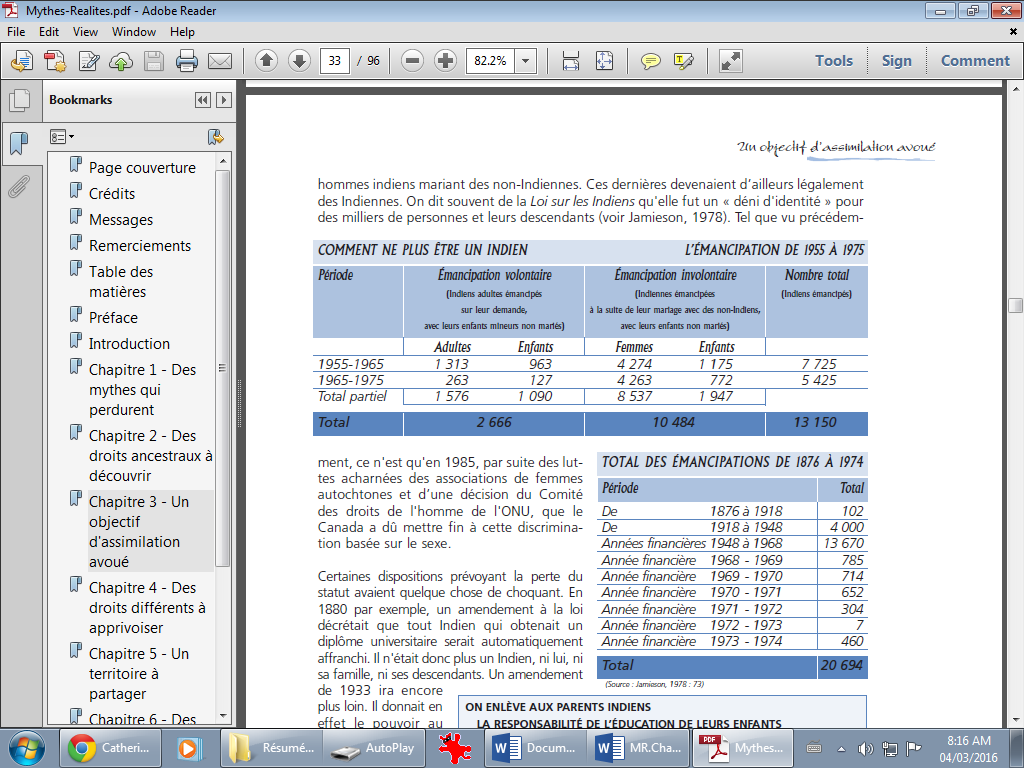 Mythes-Realites.pdf - Adobe Reader
File Edit View Window Help
33 / 96 82.2% Tools Sign Comment
Bookmarks
Page couverture
Crédits
Messages
Remerciements
Table des
matières
Préface
Introduction
Chapitre 1 - Des
mythes qui
perdurent
Chapitre 2 - Des
droits ancestraux à
découvrir
Chapitre 3 - Un
objectif
d'assimilation
avoué
Chapitre 4 - Des
droits différents à
apprivoiser
Chapitre 5 - Un
territoire à
partager
Chapitre 6 - Des
Un objectif d'assimilation avoué
hommes indiens mariant des non-Indiennes. Ces dernières devenaient d'ailleurs légalement
des Indiennes. On dit souvent de la Loi sur les Indiens qu'elle fut un « déni d'identité » pour
des milliers de personnes et leurs descendants (voir Jamieson, 1978). Tel que vu précédem-
COMMENT NE PLUS ÊTRE UN INDIEN L'ÉMANCIPATION DE 1955 À 1975
Période Émancipation volontaire Émancipation involontaire Nombre total
(Indiens adultes émancipés (Indiennes émancipées (Indiens émancipés)
sur leur demande, à la suite de leur mariage avec des non-Indiens,
avec leurs enfants mineurs non mariés) avec leurs enfants non mariés)
Adultes Enfants Femmes Enfants
1955-1965 1 313 963 4 274 1 175 7 725
1965-1975 263 127 4 263 772 5 425
Total partiel 1 576 1 090 8 537 1 947
Total 2 666 10 484 13 150
ment, ce n'est qu'en 1985, par suite des lut-
tes acharnées des associations de femmes
autochtones et d'une décision du Comité
des droits de l'homme de l'ONU, que le
Canada a dû mettre fin à cette discrimina-
tion basée sur le sexe.
Certaines dispositions prévoyant la perte du
statut avaient quelque chose de choquant. En
1880 par exemple, un amendement à la loi
décrétait que tout Indien qui obtenait un
diplôme universitaire serait automatiquement
affranchi. Il n'était donc plus un Indien, ni lui, ni
sa famille, ni ses descendants. Un amendement
de 1933 ira encore
plus loin. Il donnait en
effet le pouvoir au
TOTAL DES ÉMANCIPATIONS DE 1876 À 1974
Période Total
De 1876 à 1918 102
De 1918 à 1948 4 000
Années financières 1948 à 1968 13 670
Année financière 1968 - 1969 785
Année financière 1969 - 1970 714
Année financière 1970 - 1971 652
Année financière 1971 - 1972 304
Année financière 1972 - 1973 7
Année financière 1973 - 1974 460
Total 20 694
(Source : Jamieson, 1978 : 73)
ON ENLÈVE AUX PARENTS INDIENS
LA RESPONSABILITÉ DE L'ÉDUCATION DE LEURS ENFANTS
Catheri... Résumé... AutoPlay Docum... MR.Cha... Mythes... 8:16 AM
04/03/2016